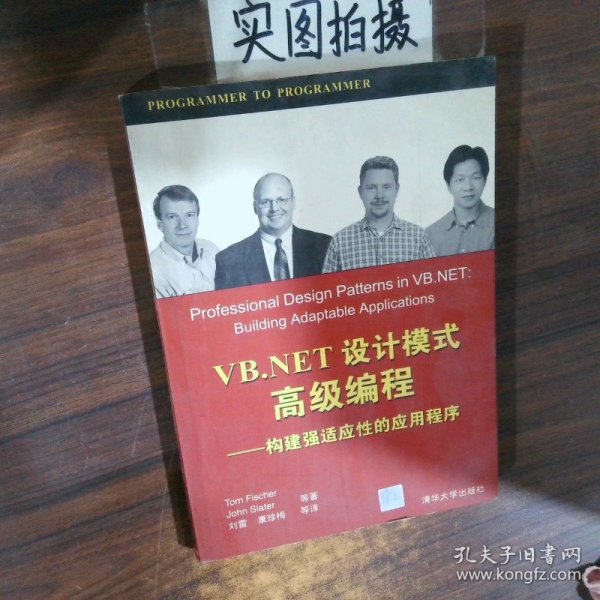 实图拍摄
PROGRAMMER TO PROGRAMMER
Professional Design Patterns in VB.NET:
Building Adaptable Applications
VB.NET 设计模式
高级编程
——构建强适应性的应用程序
Tom Fischer
John Slater 等著
刘雷 康珍梅 等译
清华大学出版社
孔夫子旧书网
www.kongfz.com